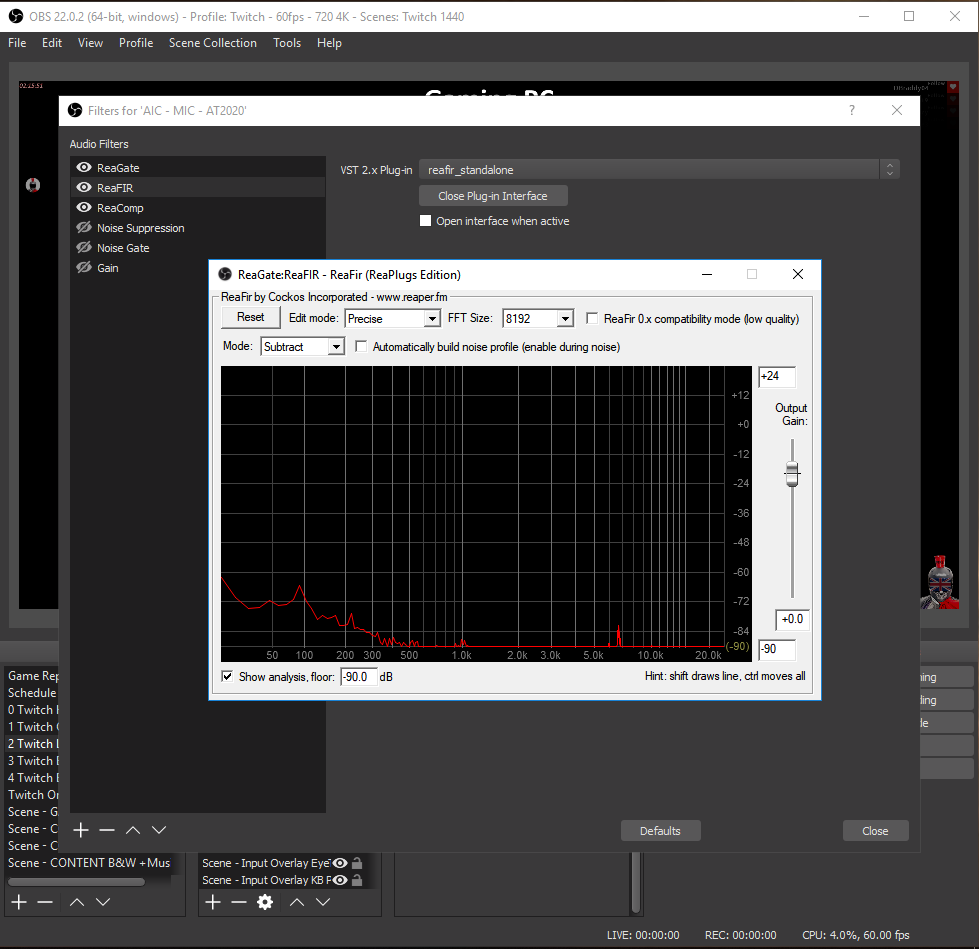 OBS 22.0.2 (64-bit, windows) - Profile: Twitch - 60fps - 720 4K - Scenes: Twitch 1440
File Edit View Profile Scene Collection Tools Help
02:15:51
Filters for 'AIC - MIC - AT2020'
?
Audio Filters
ReaGate
ReaFIR
ReaComp
Noise Suppression
Noise Gate
Gain
VST 2.x Plug-in reafir_standalone
Close Plug-in Interface
Open interface when active
ReaGate:ReaFIR - ReaFir (ReaPlugs Edition)
ReaFir by Cockos Incorporated - www.reaper.fm
Reset Edit mode: Precise FFT Size: 8192 ReaFir 0.x compatibility mode (low quality)
Mode: Subtract Automatically build noise profile (enable during noise)
+24
Output
Gain:
+12
+0
-12
-24
-36
-48
-60
-72
-84
(-90)
+0.0
-90
50 100 200 300 500 1.0k 2.0k 3.0k 5.0k 10.0k 20.0k
Show analysis, floor: -90.0 dB
Hint: shift draws line, ctrl moves all
Defaults
Close
Game Rep
Schedule
0 Twitch
1 Twitch
2 Twitch
3 Twitch
4 Twitch
Twitch
Scene - G
Scene - C
Scene - C
Scene - CONTENT B&W +Mus
Scene - Input Overlay Eye
Scene - Input Overlay KB
ing
ing
LIVE: 00:00:00 REC: 00:00:00 CPU: 4.0%, 60.00 fps